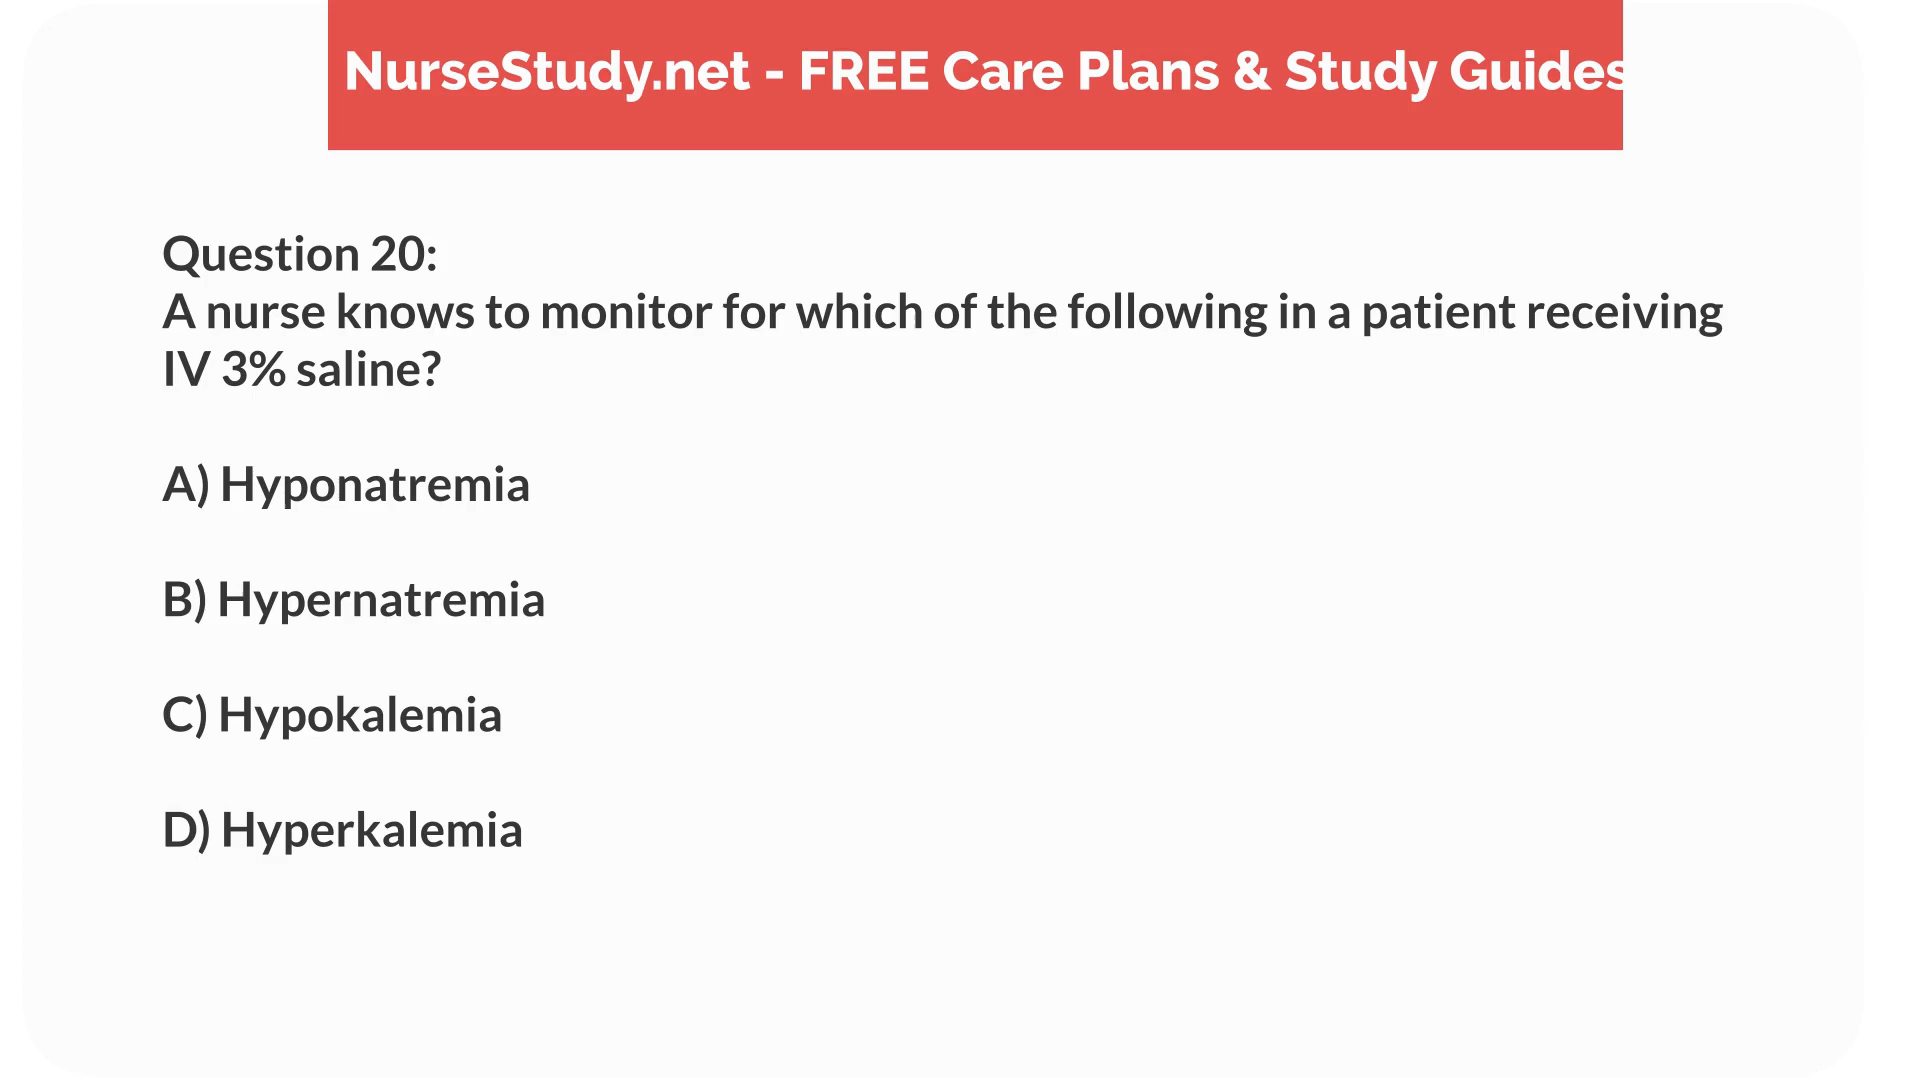 NurseStudy.net - FREE Care Plans & Study Guides
Question 20:
A nurse knows to monitor for which of the following in a patient receiving
IV 3% saline?
A) Hyponatremia
B) Hypernatremia
C) Hypokalemia
D) Hyperkalemia